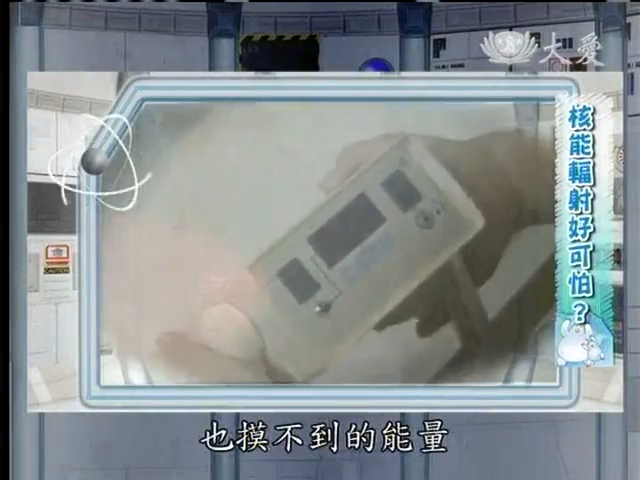 大愛
核能輻射好可怕？
也摸不到的能量